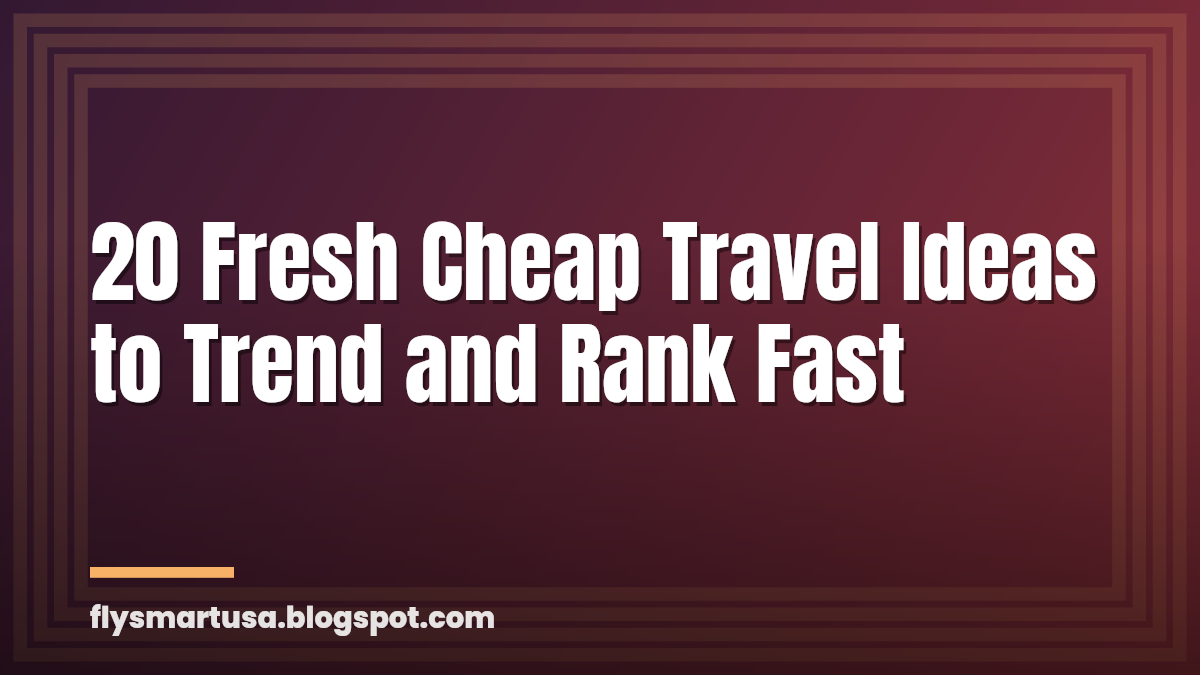 20 Fresh Cheap Travel Ideas
to Trend and Rank Fast
flysmartusa.blogspot.com